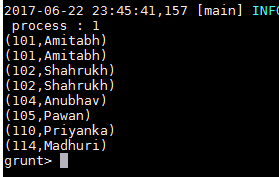 2017-06-22 23:45:41,157 [main] INFO
process : 1
(101,Amitabh)
(101,Amitabh)
(102,Shahrukh)
(102,Shahrukh)
(104,Anubhav)
(105,Pawan)
(110,Priyanka)
(114,Madhuri)
grunt>